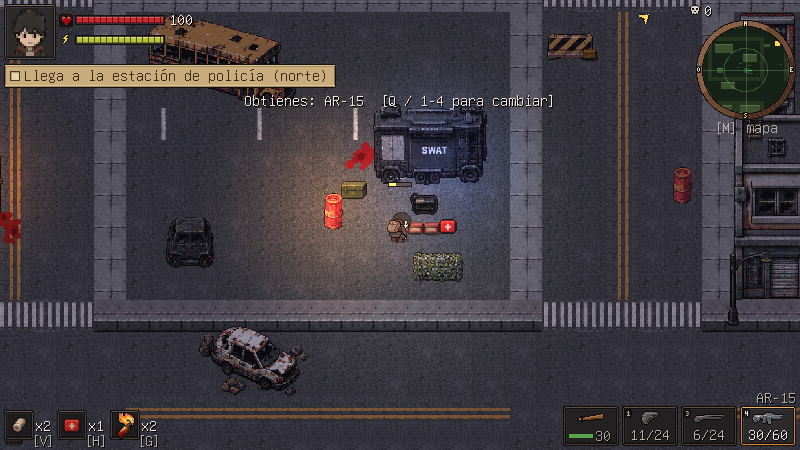 100
0
N
Llega a la estación de policía (norte)
O
E
Obtienes: AR-15 [Q / 1-4 para cambiar]
S
[M] mapa
SWAT
AR-15
x2
x1
x2
[V]
[H]
[G]
30
1
11/24
3
6/24
4
30/60